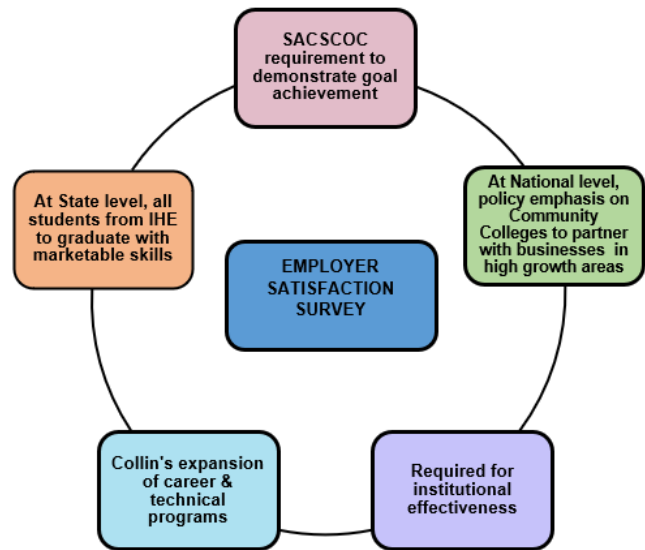 SACSCOC
requirement to
demonstrate goal
achievement
At State level, all
students from IHE
to graduate with
marketable skills
At National level,
policy emphasis on
Community
Colleges to partner
with businesses in
high growth areas
EMPLOYER
SATISFACTION
SURVEY
Collin's expansion
of career &
technical
programs
Required for
institutional
effectiveness